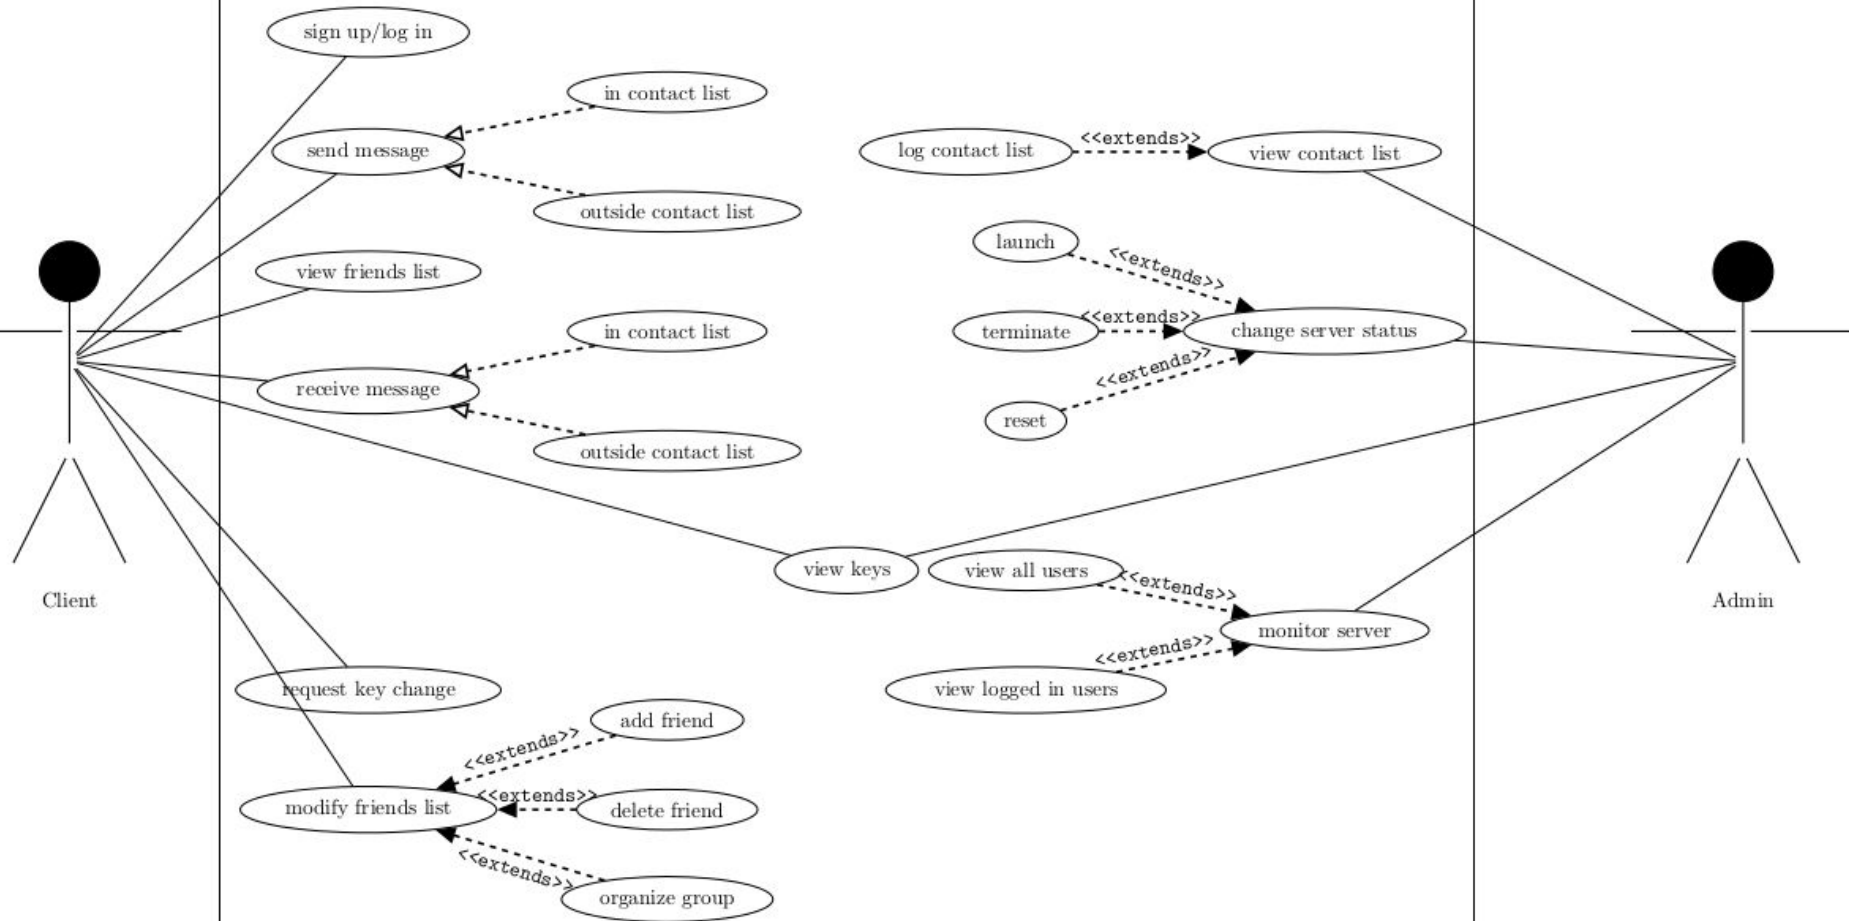 sign up/log in
in contact list
send message
outside contact list
view friends list
in contact list
receive message
outside contact list
log contact list
<<extends>>
view contact list
launch
<<extends>>
terminate
<<extends>>
change server status
reset
<<extends>>
view keys
view all users
<<extends>>
monitor server
<<extends>>
view logged in users
Client
Admin
request key change
add friend
<<extends>>
modify friends list
<<extends>>
delete friend
<<extends>>
organize group